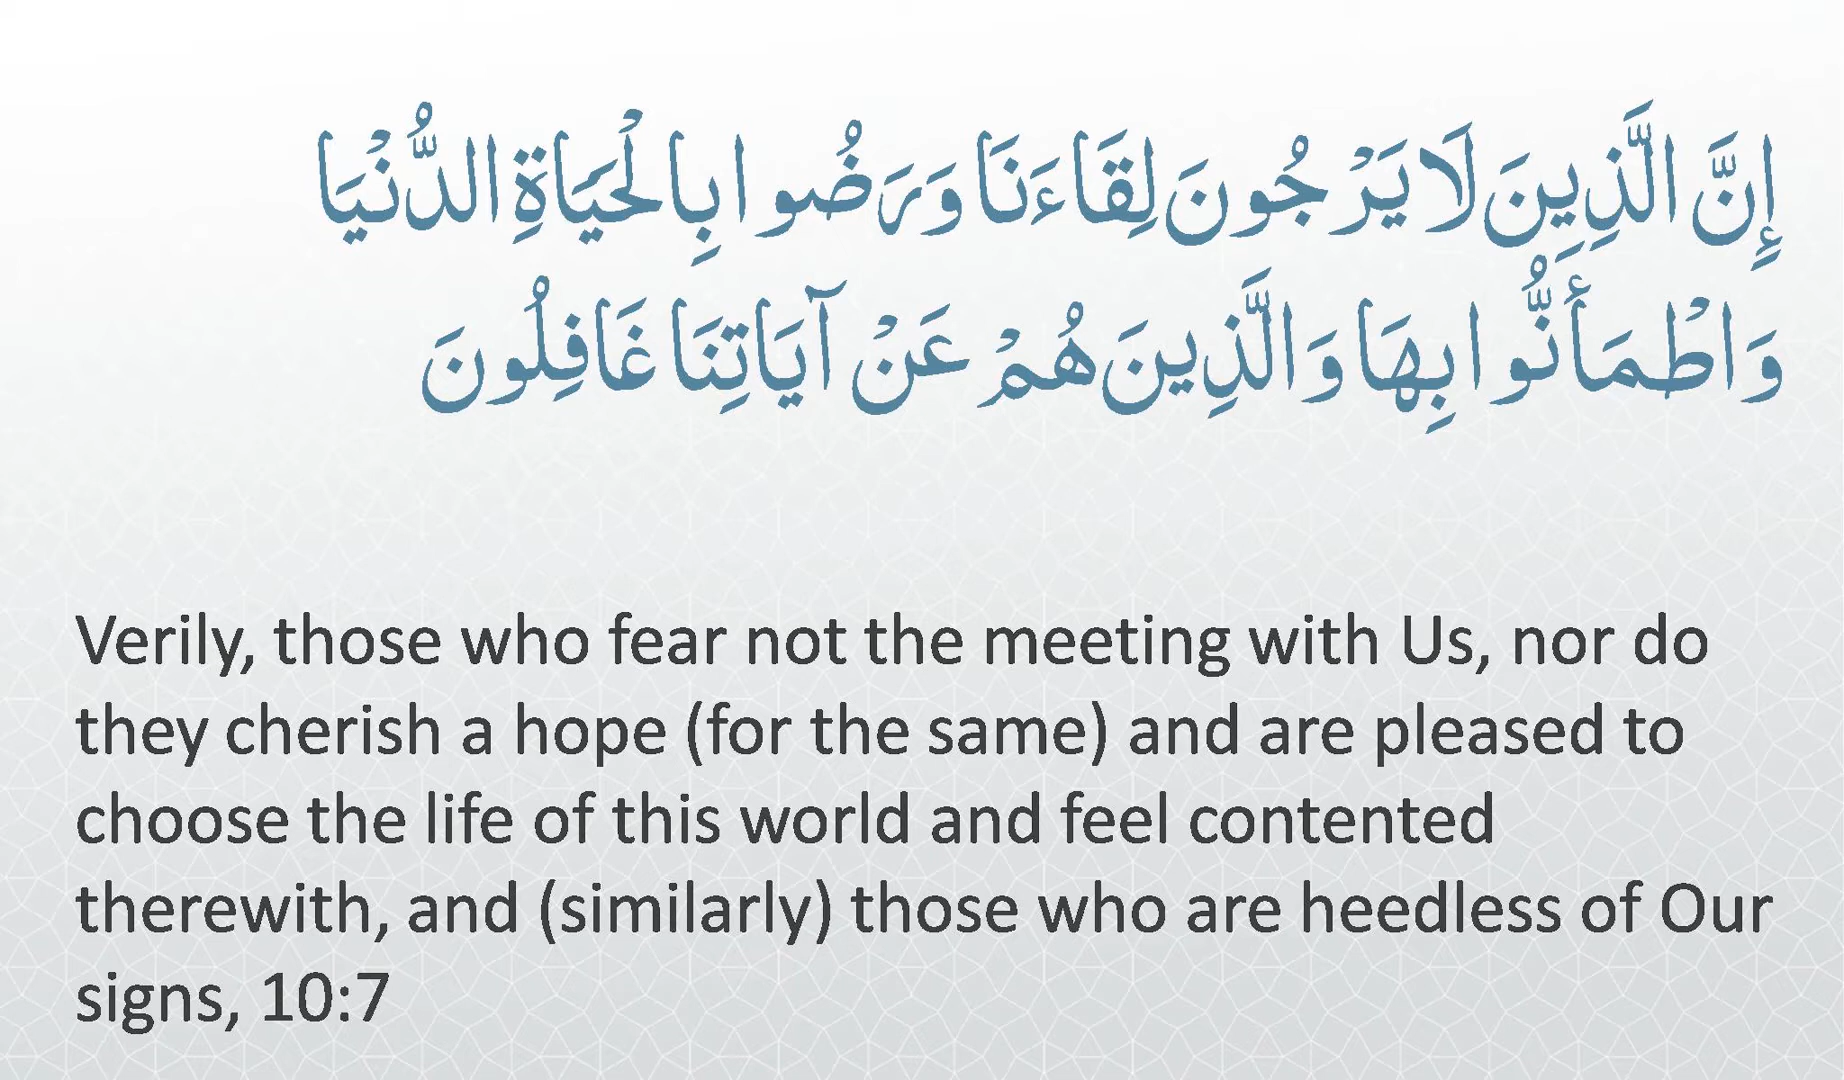 إِنَّ الَّذِينَ لَا يَرْجُونَ لِقَاءَنَا وَرَضُوا بِالْحَيَاةِ الدُّنْيَا
وَاطْمَأَنُّوا بِهَا وَالَّذِينَ هُمْ عَنْ آيَاتِنَا غَافِلُونَ
Verily, those who fear not the meeting with Us, nor do
they cherish a hope (for the same) and are pleased to
choose the life of this world and feel contented
therewith, and (similarly) those who are heedless of Our
signs, 10:7